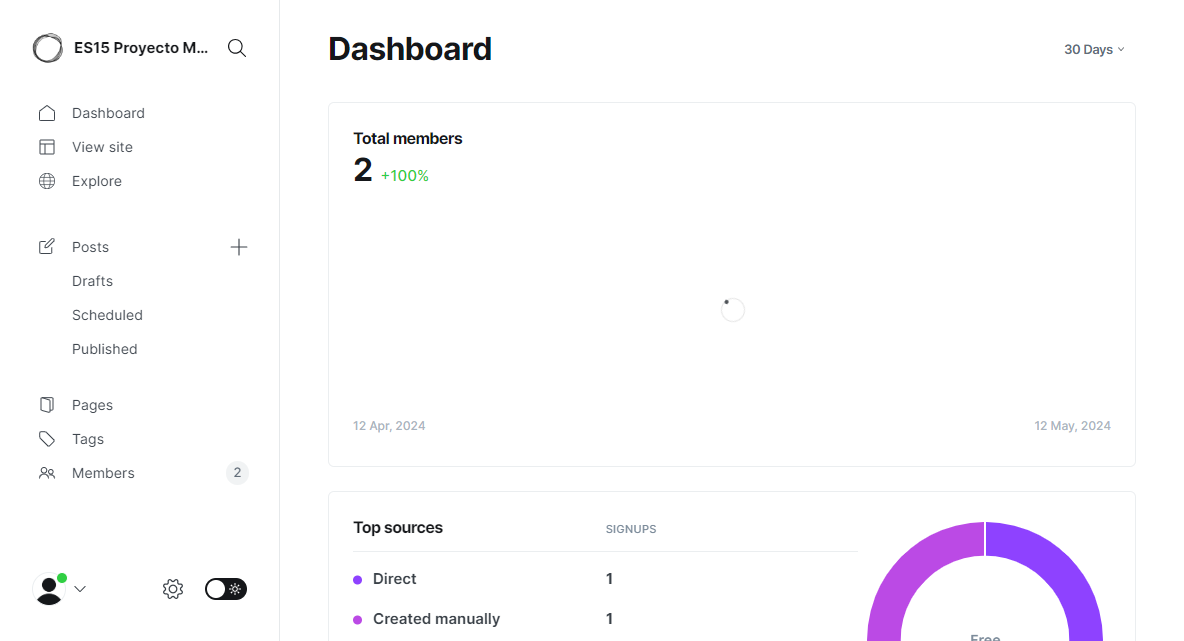 ES15 Proyecto M...
Dashboard
View site
Explore
Posts
Drafts
Scheduled
Published
Pages
Tags
Members
2
Dashboard
30 Days
Total members
2 +100%
12 Apr, 2024
12 May, 2024
Top sources
SIGNUPS
Direct
1
Created manually
1
Free